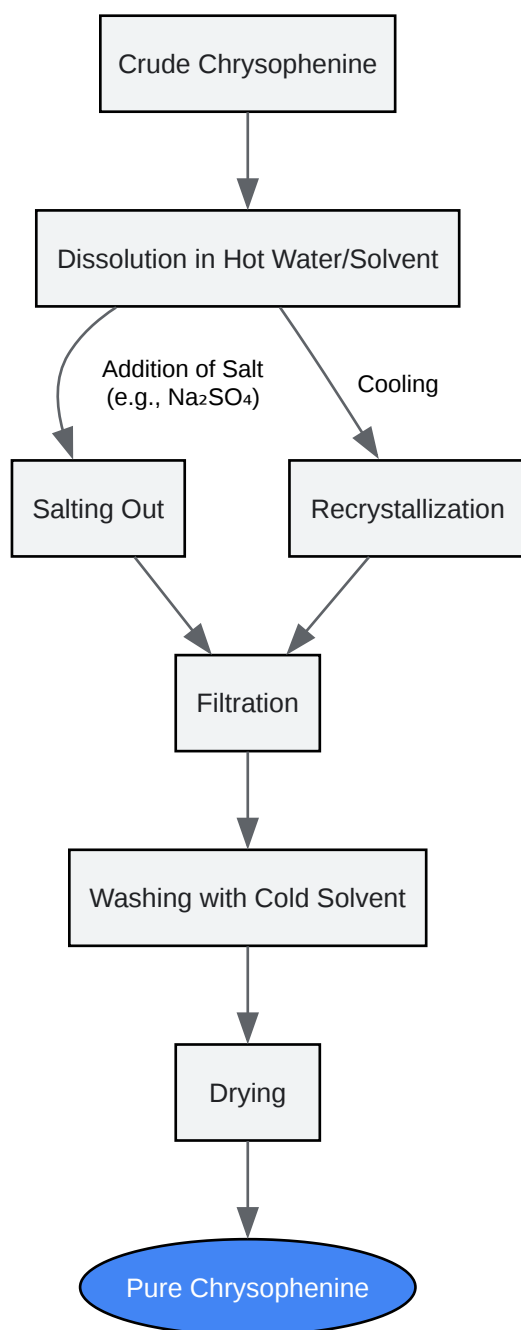 Crude Chrysophenine
Dissolution in Hot Water/Solvent
Addition of Salt
(e.g., Na₂SO₄)
Cooling
Salting Out
Recrystallization
Filtration
Washing with Cold Solvent
Drying
Pure Chrysophenine